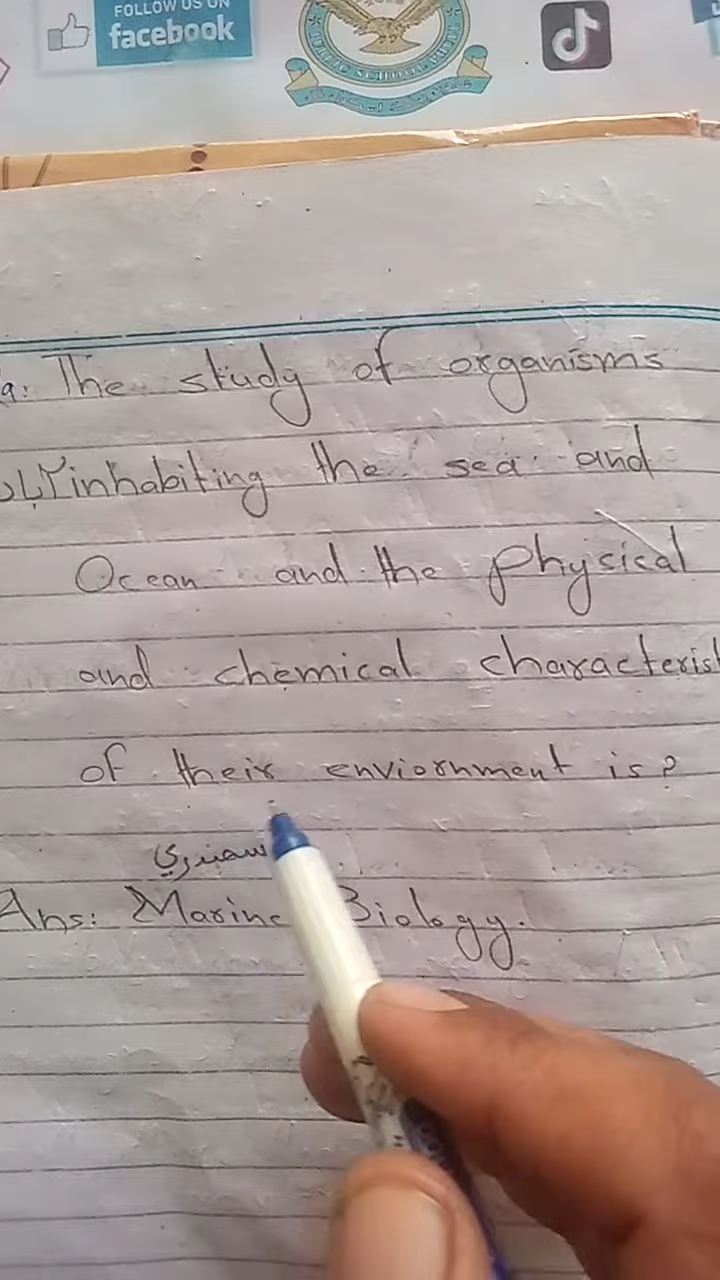 FOLLOW US ON
facebook
Q: The study of organisms
inhabiting the sea and
Ocean and the physical
and chemical characterist
of their enviornment is?
سمندري
Ans: Marine Biology.